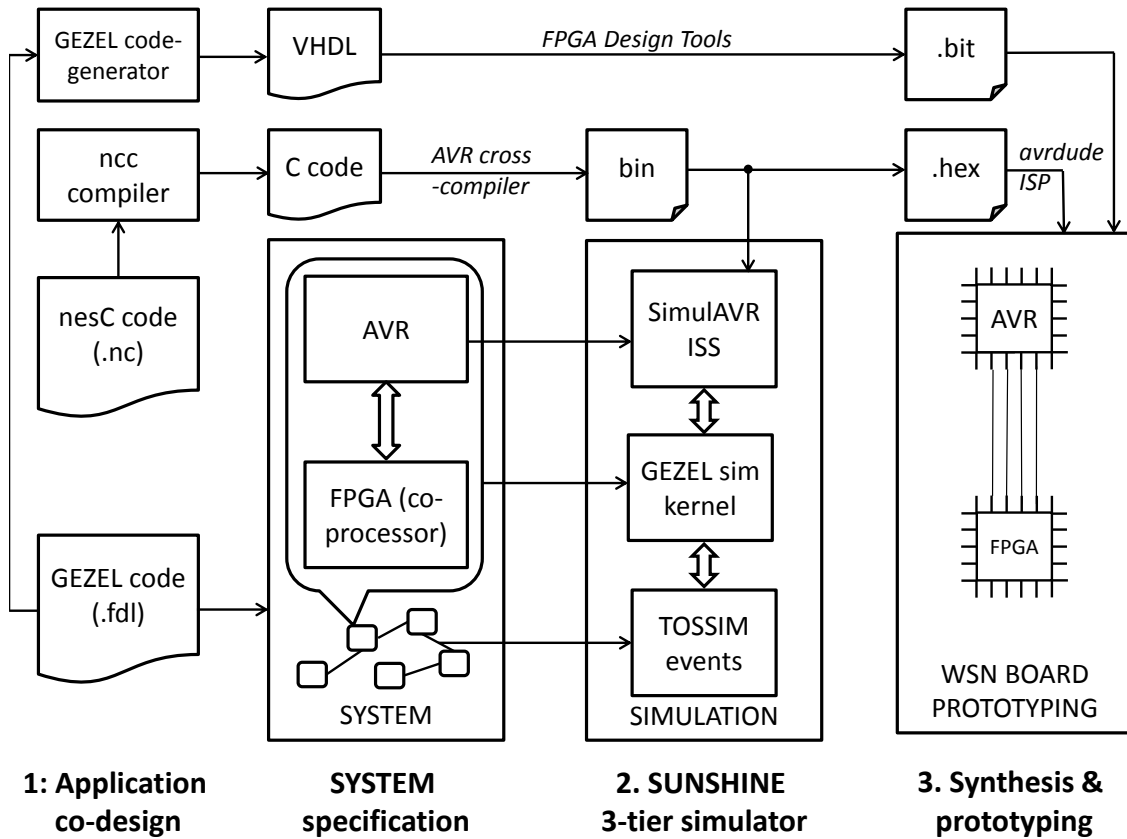 GEZEL code-
generator
VHDL
FPGA Design Tools
.bit
ncc
compiler
C code
AVR cross
-compiler
bin
.hex
avrdude
ISP
nesC code
(.nc)
AVR
SimulAVR
ISS
AVR
FPGA (co-
processor)
GEZEL sim
kernel
FPGA
GEZEL code
(.fdl)
TOSSIM
events
SYSTEM
SIMULATION
WSN BOARD
PROTOTYPING
1: Application
co-design
SYSTEM
specification
2. SUNSHINE
3-tier simulator
3. Synthesis &
prototyping